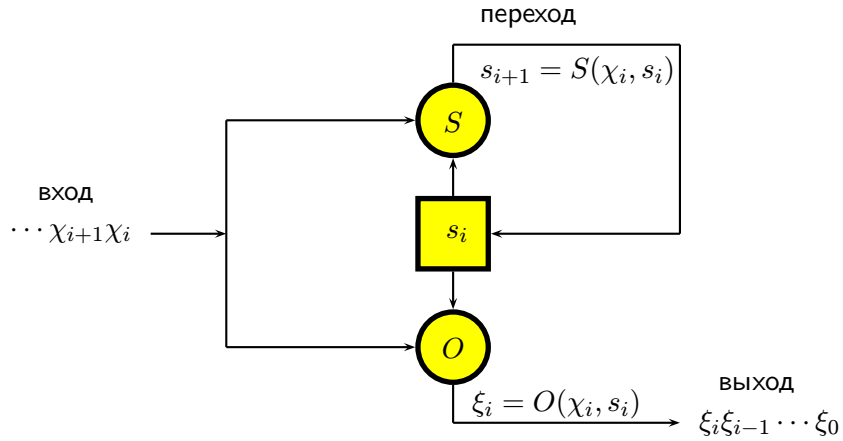 переход
s_{i+1} = S(χ_i, s_i)
S
вход
⋯ χ_{i+1}χ_i
s_i
O
ξ_i = O(χ_i, s_i)
выход
ξ_iξ_{i−1} ⋯ ξ_0